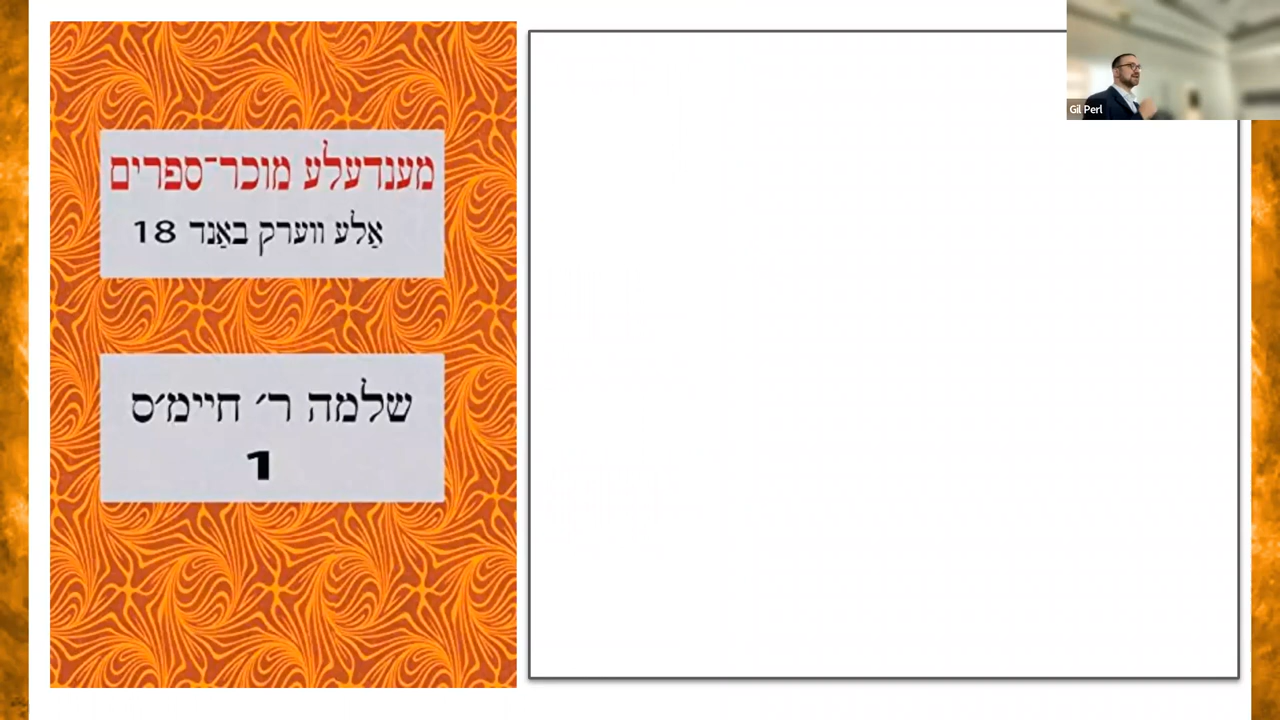 מענדעלע מוכר־ספרים
אַלע ווערק באַנד 18
שלמה ר׳ חיימ׳ס
1
Gil Perl